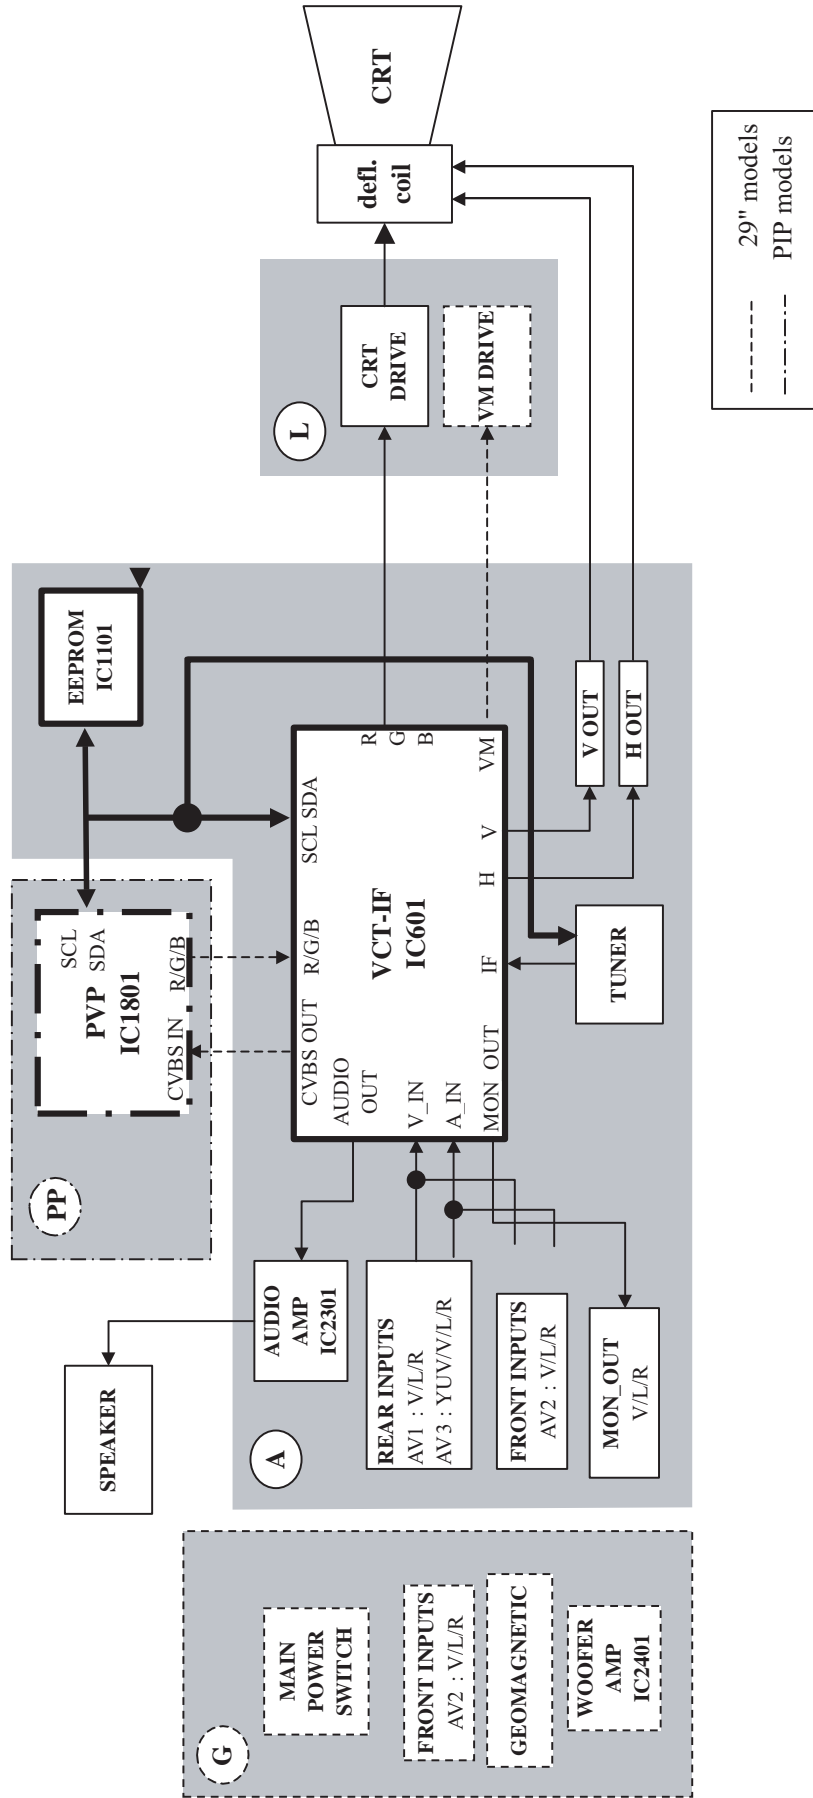 G
MAIN
POWER
SWITCH
FRONT INPUTS
AV2 : V/L/R
GEOMAGNETIC
WOOFER
AMP
IC2401
SPEAKER
A
AUDIO
AMP
IC2301
REAR INPUTS
AV1 : V/L/R
AV3 : YUV/V/L/R
FRONT INPUTS
AV2 : V/L/R
MON_OUT
V/L/R
PP
PVP
IC1801
SCL
SDA
CVBS IN
R/G/B
EEPROM
IC1101
VCT-IF
IC601
CVBS OUT
R/G/B
SCL SDA
AUDIO
OUT
V_IN
A_IN
MON_OUT
IF
H
V
VM
R
G
B
TUNER
V OUT
H OUT
L
CRT
DRIVE
VM DRIVE
defl.
coil
CRT
29" models
PIP models